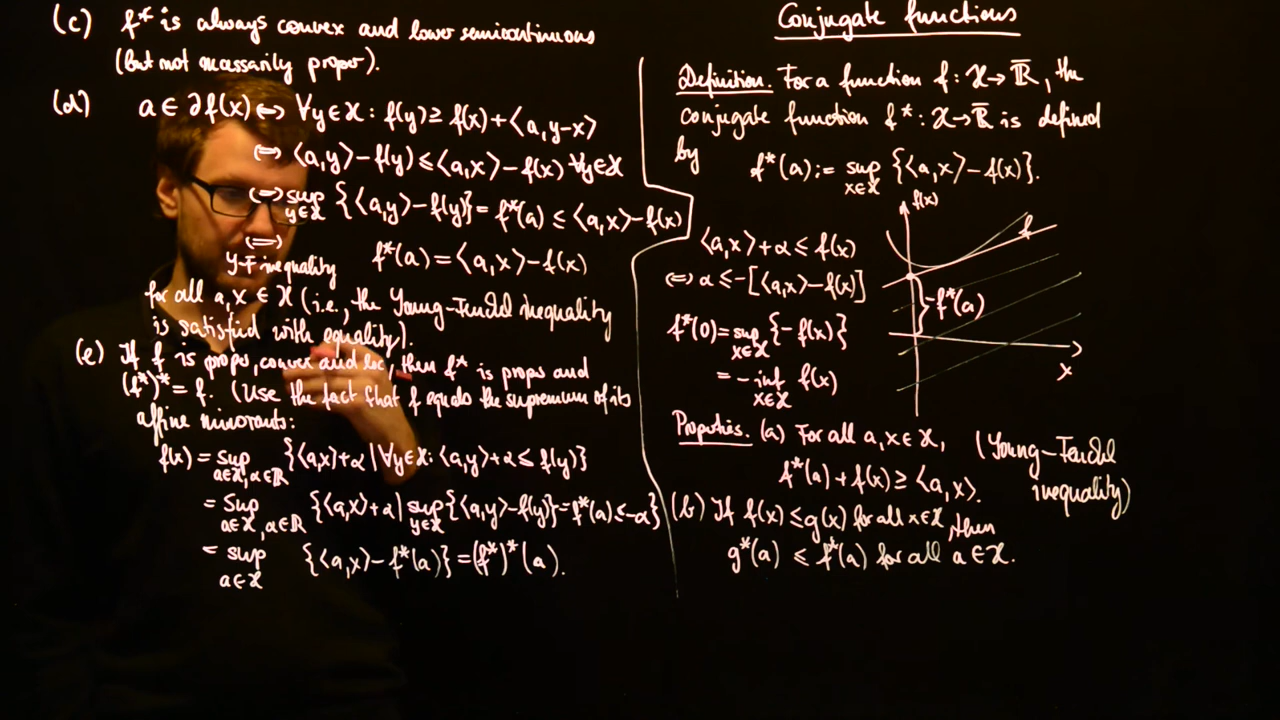 Conjugate functions
Definition. For a function f: X→R̅, the
conjugate function f*: X→R̅ is defined
by
f*(a) := sup_{x∈X} {⟨a,x⟩-f(x)}.
f(x)
f
-f*(a)
x
⟨a,x⟩+α ≤ f(x)
⟺ α ≤ -[⟨a,x⟩-f(x)]
f*(0) = sup_{x∈X} {-f(x)}
= -inf_{x∈X} f(x)
Properties. (a) For all a,x∈X, (Young-Fenchel
f*(a)+f(x) ≥ ⟨a,x⟩. inequality)
(b) If f(x) ≤ g(x) for all x∈X, then
g*(a) ≤ f*(a) for all a∈X.
(c) f* is always convex and lower semicontinuous
(but not necessarily proper).
(d) a ∈ ∂f(x) ⟺ ∀y∈X: f(y) ≥ f(x)+⟨a,y-x⟩
⟺ ⟨a,y⟩-f(y) ≤ ⟨a,x⟩-f(x) ∀y∈X
⟺ sup_{y∈X} {⟨a,y⟩-f(y)} = f*(a) ≤ ⟨a,x⟩-f(x)
⟺
Y-F inequality f*(a) = ⟨a,x⟩-f(x)
for all a,x ∈ X (i.e., the Young-Fenchel inequality
is satisfied with equality).
(e) If f is proper, convex and lsc, then f* is proper and
(f*)* = f. (Use the fact that f equals the supremum of its
affine minorants:
f(x) = sup_{a∈X, α∈R} {⟨a,x⟩+α | ∀y∈X: ⟨a,y⟩+α ≤ f(y)}
= sup_{a∈X, α∈R} {⟨a,x⟩+α | sup_{y∈X} {⟨a,y⟩-f(y)} = f*(a) ≤ -α}
= sup_{a∈X} {⟨a,x⟩-f*(a)} = (f*)*(a).